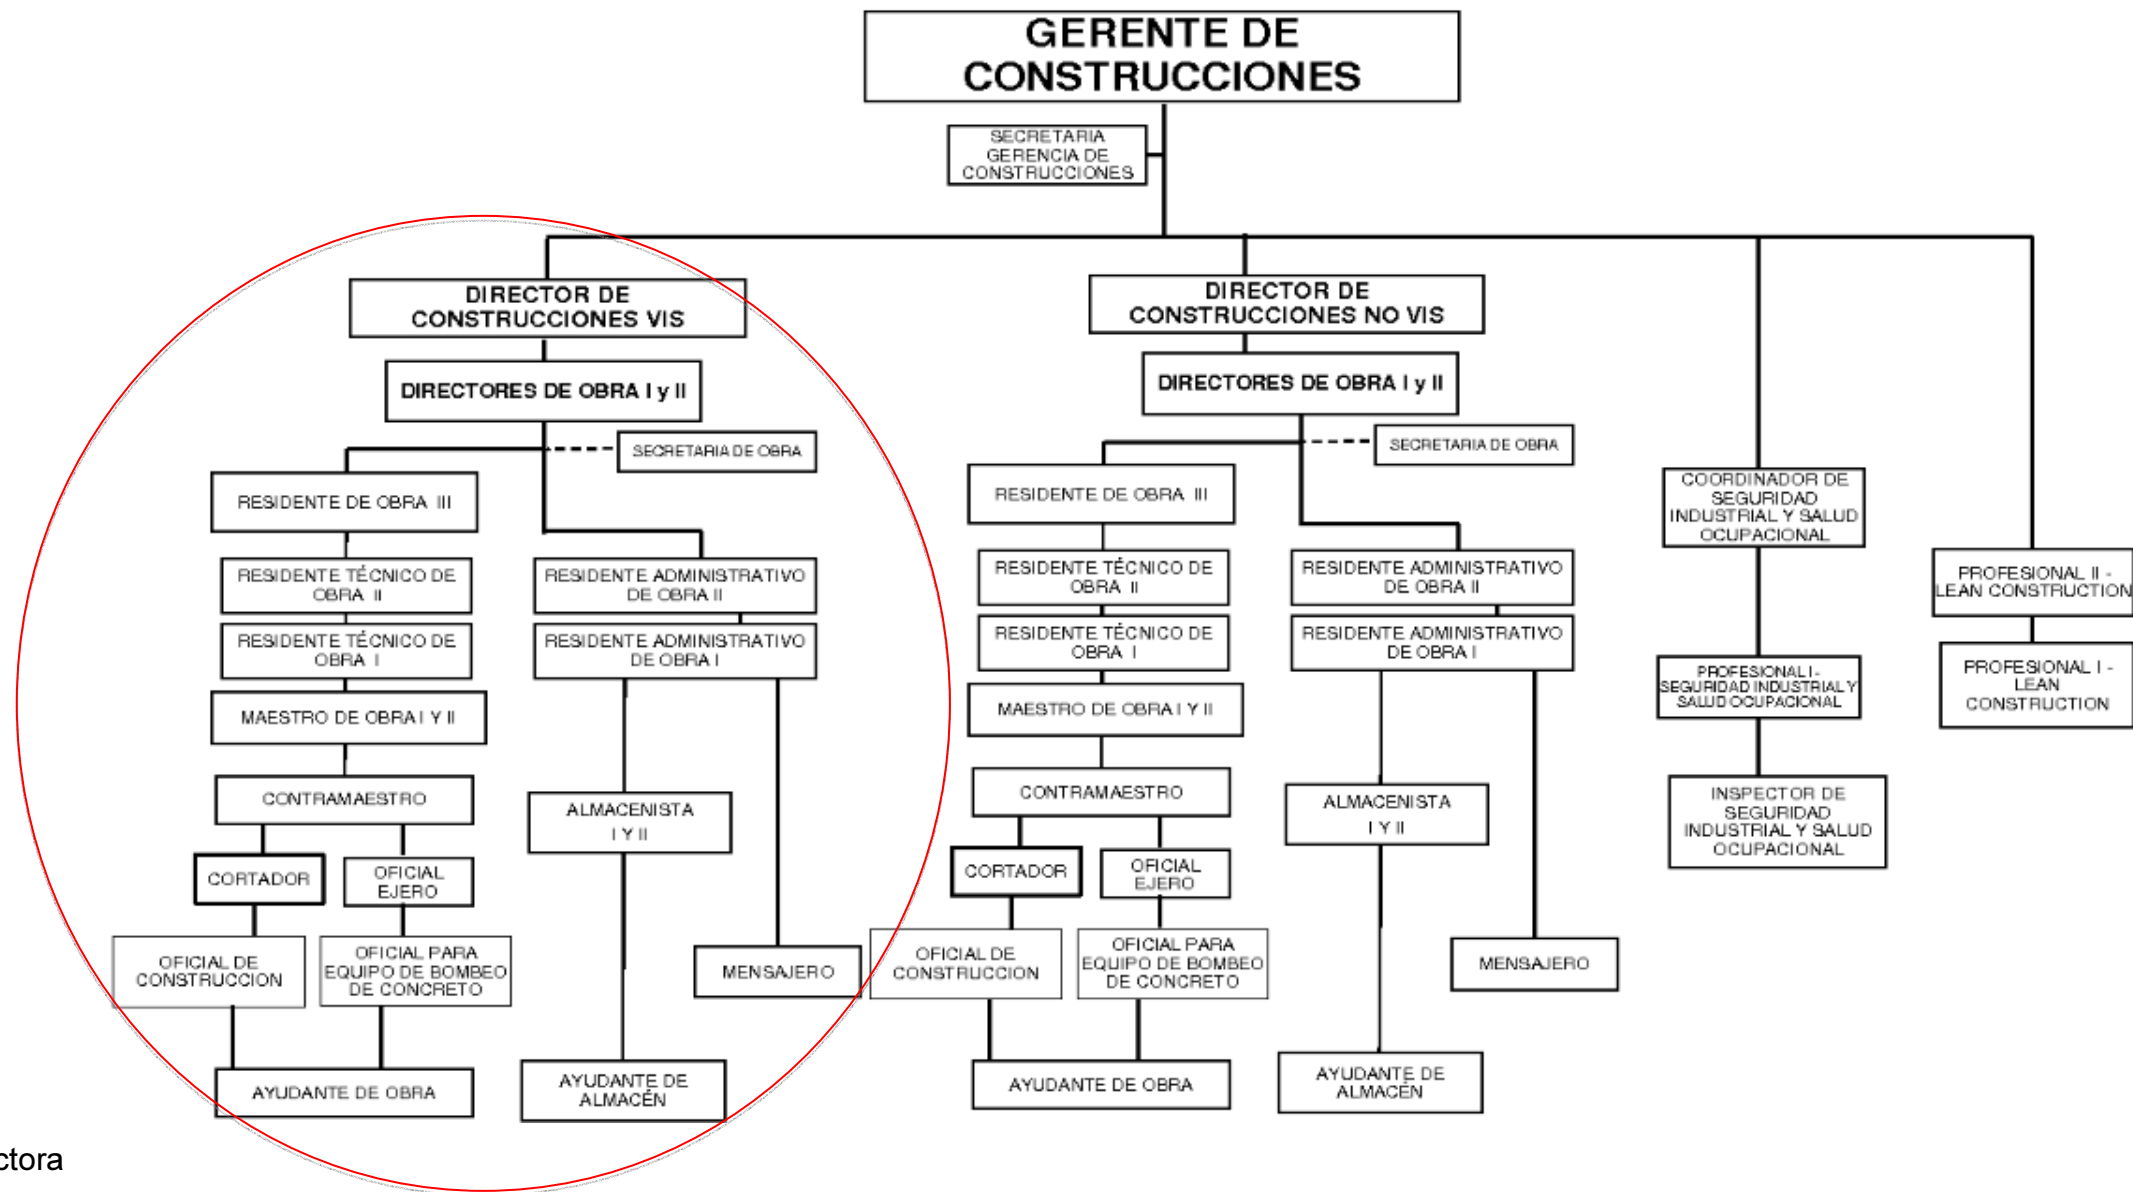 GERENTE DE
CONSTRUCCIONES
SECRETARIA
GERENCIA DE
CONSTRUCCIONES
DIRECTOR DE
CONSTRUCCIONES VIS
DIRECTORES DE OBRA I y II
SECRETARIA DE OBRA
RESIDENTE DE OBRA III
RESIDENTE TÉCNICO DE
OBRA II
RESIDENTE TÉCNICO DE
OBRA I
MAESTRO DE OBRA I Y II
CONTRAMAESTRO
CORTADOR
OFICIAL
EJERO
OFICIAL DE
CONSTRUCCION
OFICIAL PARA
EQUIPO DE BOMBEO
DE CONCRETO
AYUDANTE DE OBRA
RESIDENTE ADMINISTRATIVO
DE OBRA II
RESIDENTE ADMINISTRATIVO
DE OBRA I
ALMACENISTA
I Y II
MENSAJERO
AYUDANTE DE
ALMACÉN
DIRECTOR DE
CONSTRUCCIONES NO VIS
DIRECTORES DE OBRA I y II
SECRETARIA DE OBRA
RESIDENTE DE OBRA III
RESIDENTE TÉCNICO DE
OBRA II
RESIDENTE TÉCNICO DE
OBRA I
MAESTRO DE OBRA I Y II
CONTRAMAESTRO
CORTADOR
OFICIAL
EJERO
OFICIAL DE
CONSTRUCCION
OFICIAL PARA
EQUIPO DE BOMBEO
DE CONCRETO
AYUDANTE DE OBRA
RESIDENTE ADMINISTRATIVO
DE OBRA II
RESIDENTE ADMINISTRATIVO
DE OBRA I
ALMACENISTA
I Y II
MENSAJERO
AYUDANTE DE
ALMACÉN
COORDINADOR DE
SEGURIDAD
INDUSTRIAL Y SALUD
OCUPACIONAL
PROFESIONAL I -
SEGURIDAD INDUSTRIAL Y
SALUD OCUPACIONAL
INSPECTOR DE
SEGURIDAD
INDUSTRIAL Y SALUD
OCUPACIONAL
PROFESIONAL II -
LEAN CONSTRUCTION
PROFESIONAL I -
LEAN
CONSTRUCTION
ctora